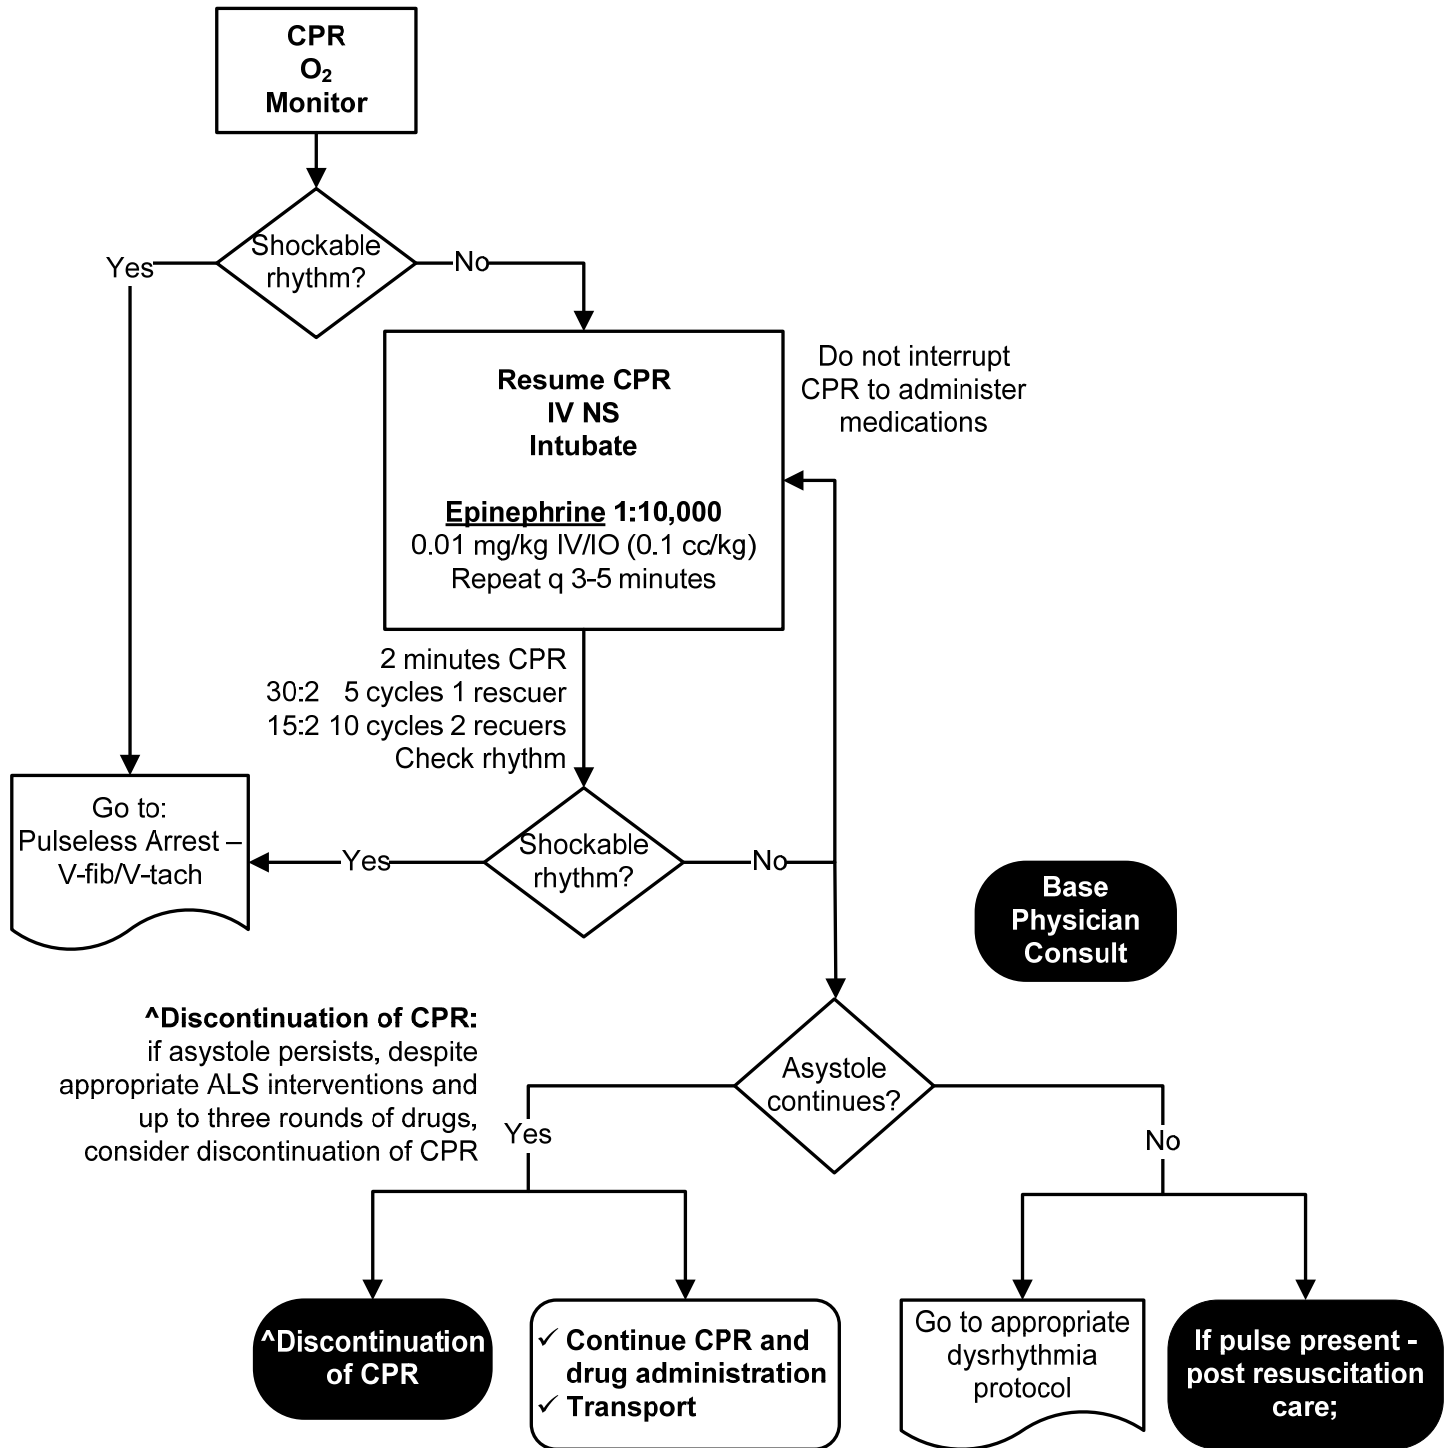 CPR
O₂
Monitor
Shockable
rhythm?
Yes
No
Resume CPR
IV NS
Intubate
Epinephrine 1:10,000
0.01 mg/kg IV/IO (0.1 cc/kg)
Repeat q 3-5 minutes
Do not interrupt
CPR to administer
medications
2 minutes CPR
30:2 5 cycles 1 rescuer
15:2 10 cycles 2 recuers
Check rhythm
Go to:
Pulseless Arrest –
V-fib/V-tach
Yes
Shockable
rhythm?
No
Base
Physician
Consult
^Discontinuation of CPR:
if asystole persists, despite
appropriate ALS interventions and
up to three rounds of drugs,
consider discontinuation of CPR
Asystole
continues?
Yes
No
^Discontinuation
of CPR
✓ Continue CPR and
drug administration
✓ Transport
Go to appropriate
dysrhythmia
protocol
If pulse present -
post resuscitation
care;